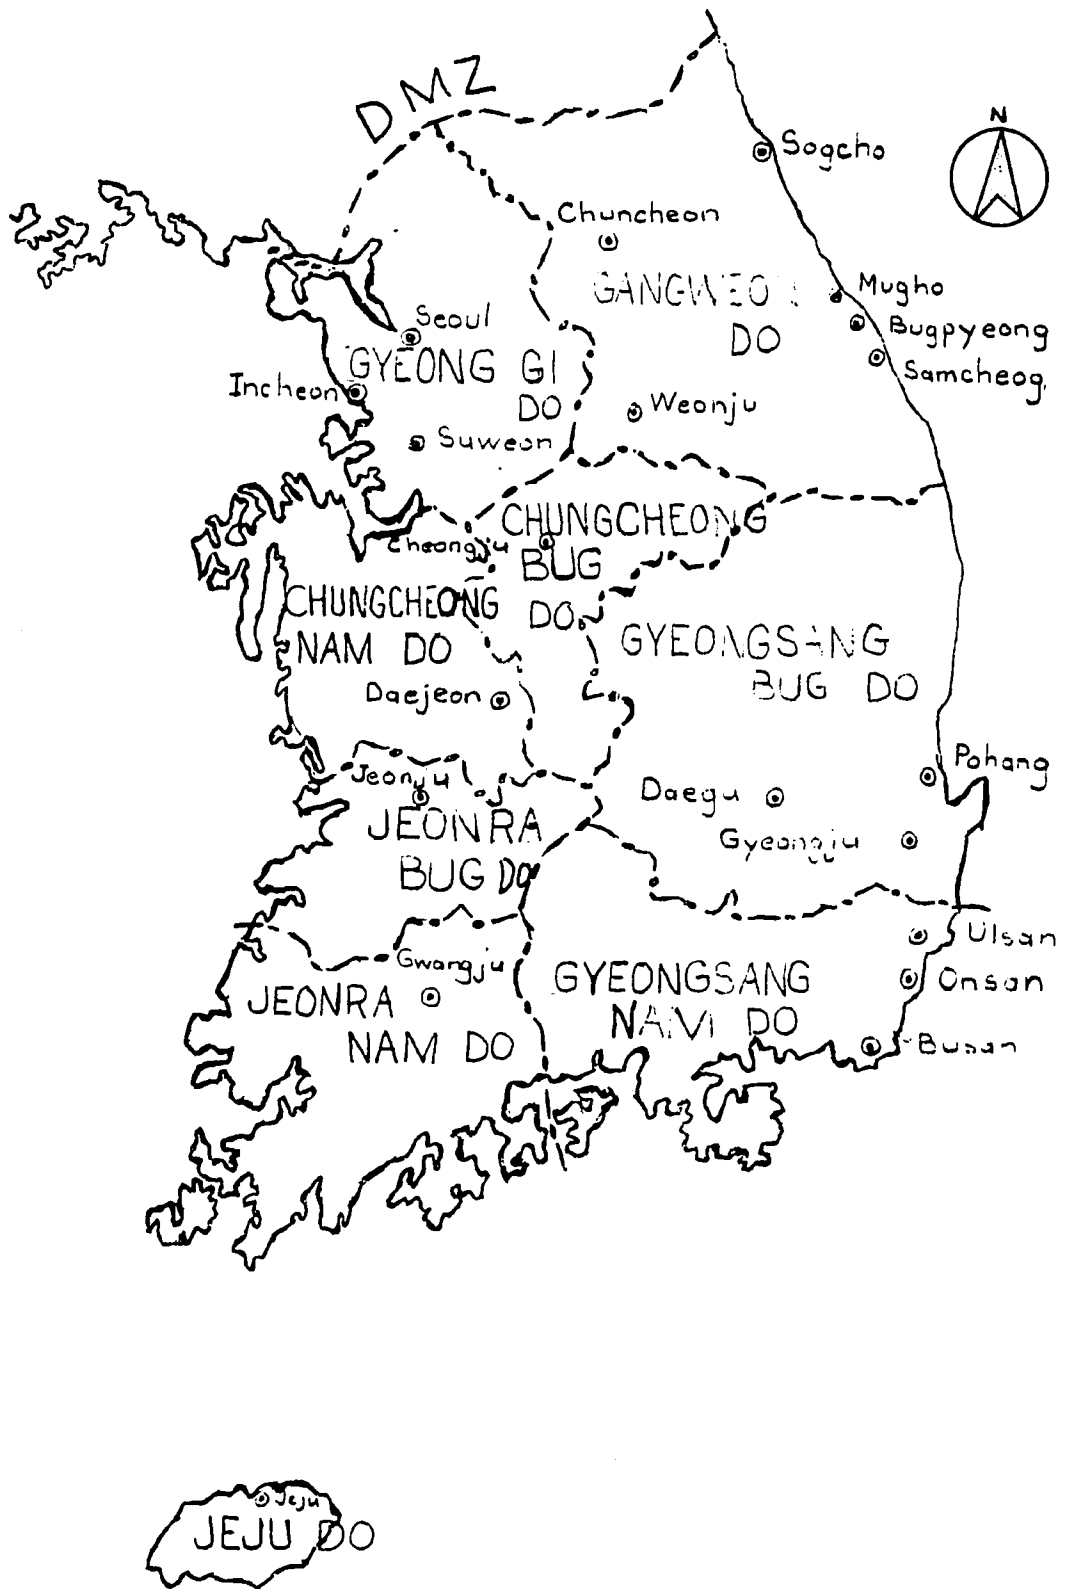 DMZ
N
Sogcho
Chuncheon
GANGWEON
DO
Mugho
Bugpyeong
Samcheog
Seoul
GYEONG GI
DO
Incheon
Weonju
Suweon
CHUNGCHEONG
BUG
DO
Cheongju
CHUNGCHEONG
NAM DO
GYEONGSANG
BUG DO
Daejeon
Pohang
Jeonju
Daegu
JEONRA
BUG DO
Gyeongju
Ulsan
Gwangju
GYEONGSANG
NAM DO
Onsan
JEONRA
NAM DO
Busan
Jeju
JEJU DO